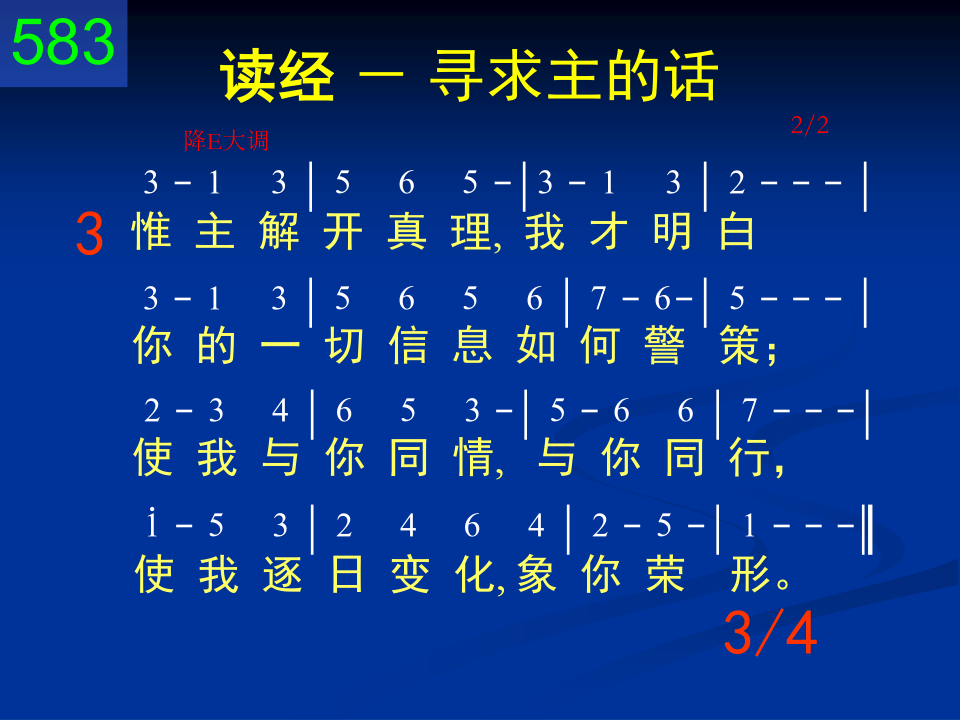 583
读经 － 寻求主的话
降E大调 2/2
3 - 1 3 | 5 6 5 - | 3 - 1 3 | 2 - - - |
3 惟 主 解 开 真 理, 我 才 明 白
3 - 1 3 | 5 6 5 6 | 7 - 6 - | 5 - - - |
你 的 一 切 信 息 如 何 警 策；
2 - 3 4 | 6 5 3 - | 5 - 6 6 | 7 - - - |
使 我 与 你 同 情, 与 你 同 行，
i - 5 3 | 2 4 6 4 | 2 - 5 - | 1 - - - ‖
使 我 逐 日 变 化, 象 你 荣 形。
3/4